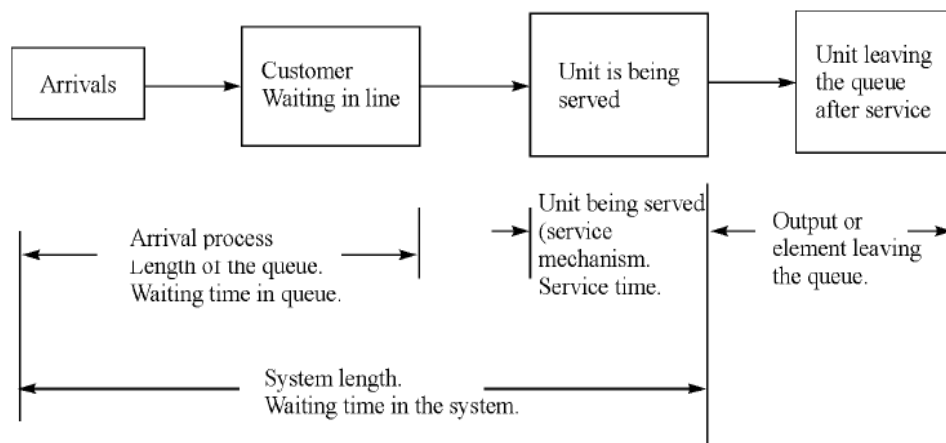 Arrivals
Customer
Waiting in line
Unit is being
served
Unit leaving
the queue
after service
Arrival process
Length of the queue.
Waiting time in queue.
Unit being served
(service
mechanism.
Service time.
Output or
element leaving
the queue.
System length.
Waiting time in the system.